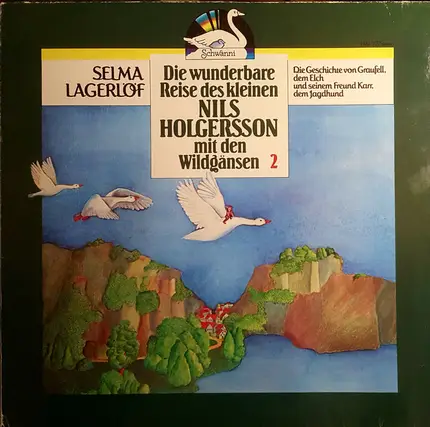 Schwanni
SELMA
LAGERLÖF
Die wunderbare
Reise des kleinen
NILS
HOLGERSSON
mit den
Wildgänsen 2
Die Geschichte von Graufell,
dem Elch
und seinem Freund Karr,
dem Jagdhund